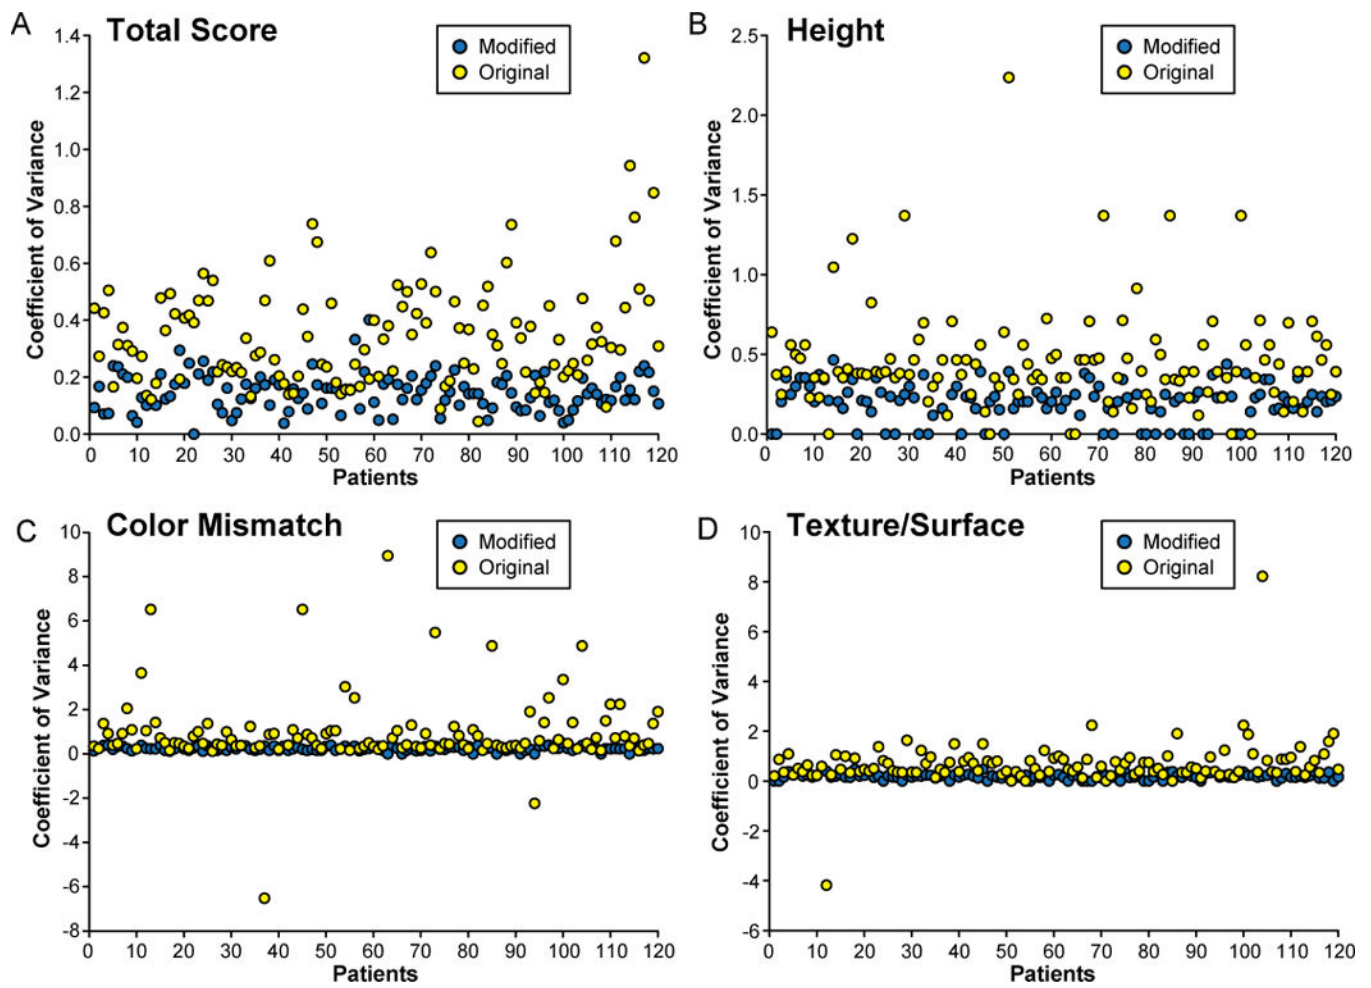 A Total Score
Modified
Original
Coefficient of Variance
1.4
1.2
1.0
0.8
0.6
0.4
0.2
0.0
0 10 20 30 40 50 60 70 80 90 100 110 120
Patients
B Height
Modified
Original
Coefficient of Variance
2.5
2.0
1.5
1.0
0.5
0.0
0 10 20 30 40 50 60 70 80 90 100 110 120
Patients
C Color Mismatch
Modified
Original
Coefficient of Variance
10
8
6
4
2
0
-2
-4
-6
-8
0 10 20 30 40 50 60 70 80 90 100 110 120
Patients
D Texture/Surface
Modified
Original
Coefficient of Variance
10
8
6
4
2
0
-2
-4
-6
0 10 20 30 40 50 60 70 80 90 100 110 120
Patients